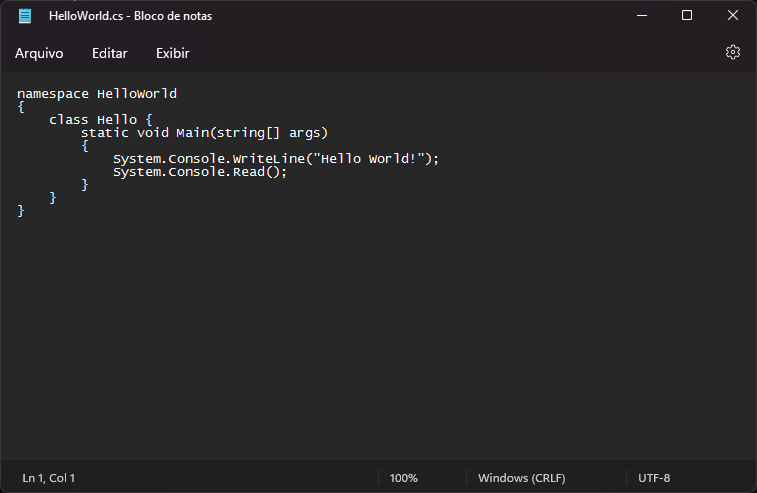 HelloWorld.cs - Bloco de notas
Arquivo Editar Exibir
namespace HelloWorld
{
    class Hello {
        static void Main(string[] args)
        {
            System.Console.WriteLine("Hello World!");
            System.Console.Read();
        }
    }
}
Ln 1, Col 1 100% Windows (CRLF) UTF-8